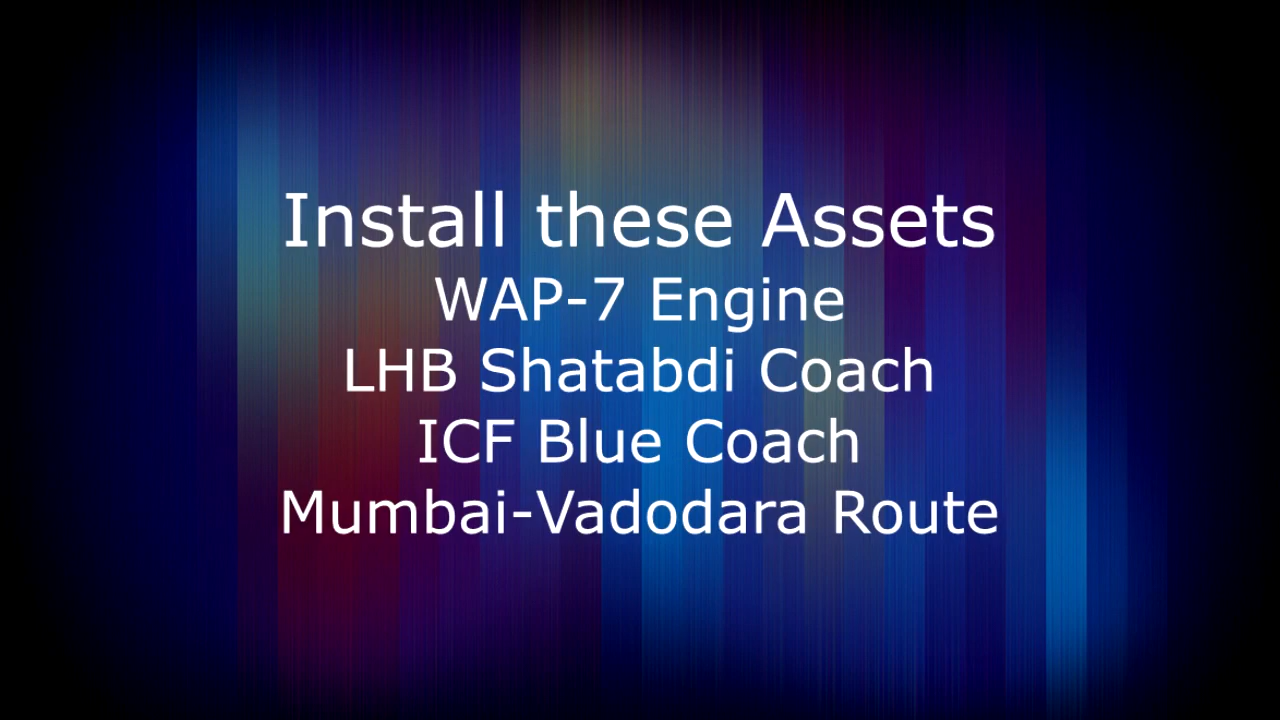 Install these Assets
WAP-7 Engine
LHB Shatabdi Coach
ICF Blue Coach
Mumbai-Vadodara Route